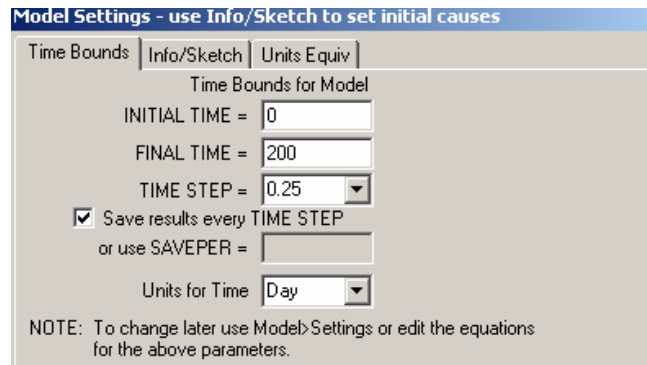 Model Settings - use Info/Sketch to set initial causes
Time Bounds Info/Sketch Units Equiv
Time Bounds for Model
INITIAL TIME = 0
FINAL TIME = 200
TIME STEP = 0.25
Save results every TIME STEP
or use SAVEPER =
Units for Time Day
NOTE: To change later use Model>Settings or edit the equations
for the above parameters.